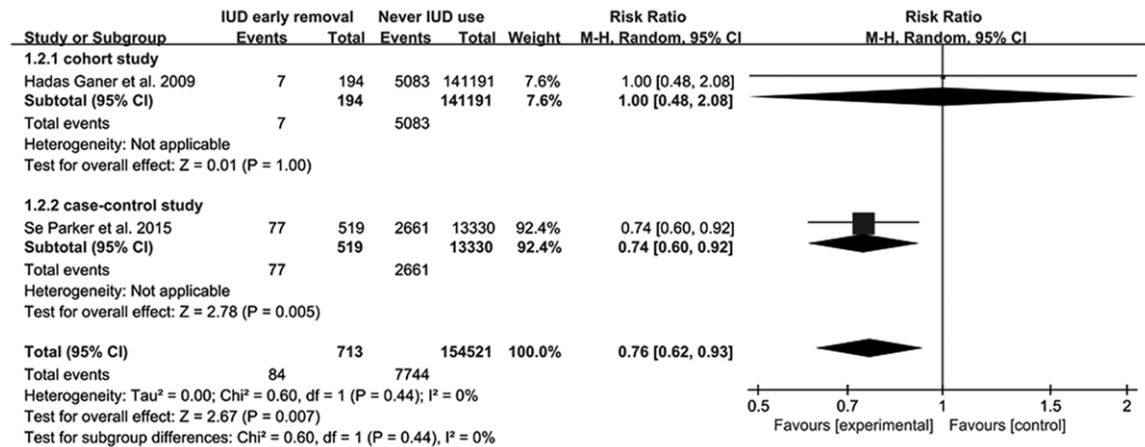 IUD early removal Never IUD use Risk Ratio Risk Ratio
Study or Subgroup Events Total Events Total Weight M-H, Random, 95% CI M-H, Random, 95% CI
1.2.1 cohort study
Hadas Ganer et al. 2009 7 194 5083 141191 7.6% 1.00 [0.48, 2.08]
Subtotal (95% CI) 194 141191 7.6% 1.00 [0.48, 2.08]
Total events 7 5083
Heterogeneity: Not applicable
Test for overall effect: Z = 0.01 (P = 1.00)
1.2.2 case-control study
Se Parker et al. 2015 77 519 2661 13330 92.4% 0.74 [0.60, 0.92]
Subtotal (95% CI) 519 13330 92.4% 0.74 [0.60, 0.92]
Total events 77 2661
Heterogeneity: Not applicable
Test for overall effect: Z = 2.78 (P = 0.005)
Total (95% CI) 713 154521 100.0% 0.76 [0.62, 0.93]
Total events 84 7744
Heterogeneity: Tau² = 0.00; Chi² = 0.60, df = 1 (P = 0.44); I² = 0%
Test for overall effect: Z = 2.67 (P = 0.007)
Test for subgroup differences: Chi² = 0.60, df = 1 (P = 0.44), I² = 0%
0.5 0.7 1 1.5 2
Favours [experimental] Favours [control]